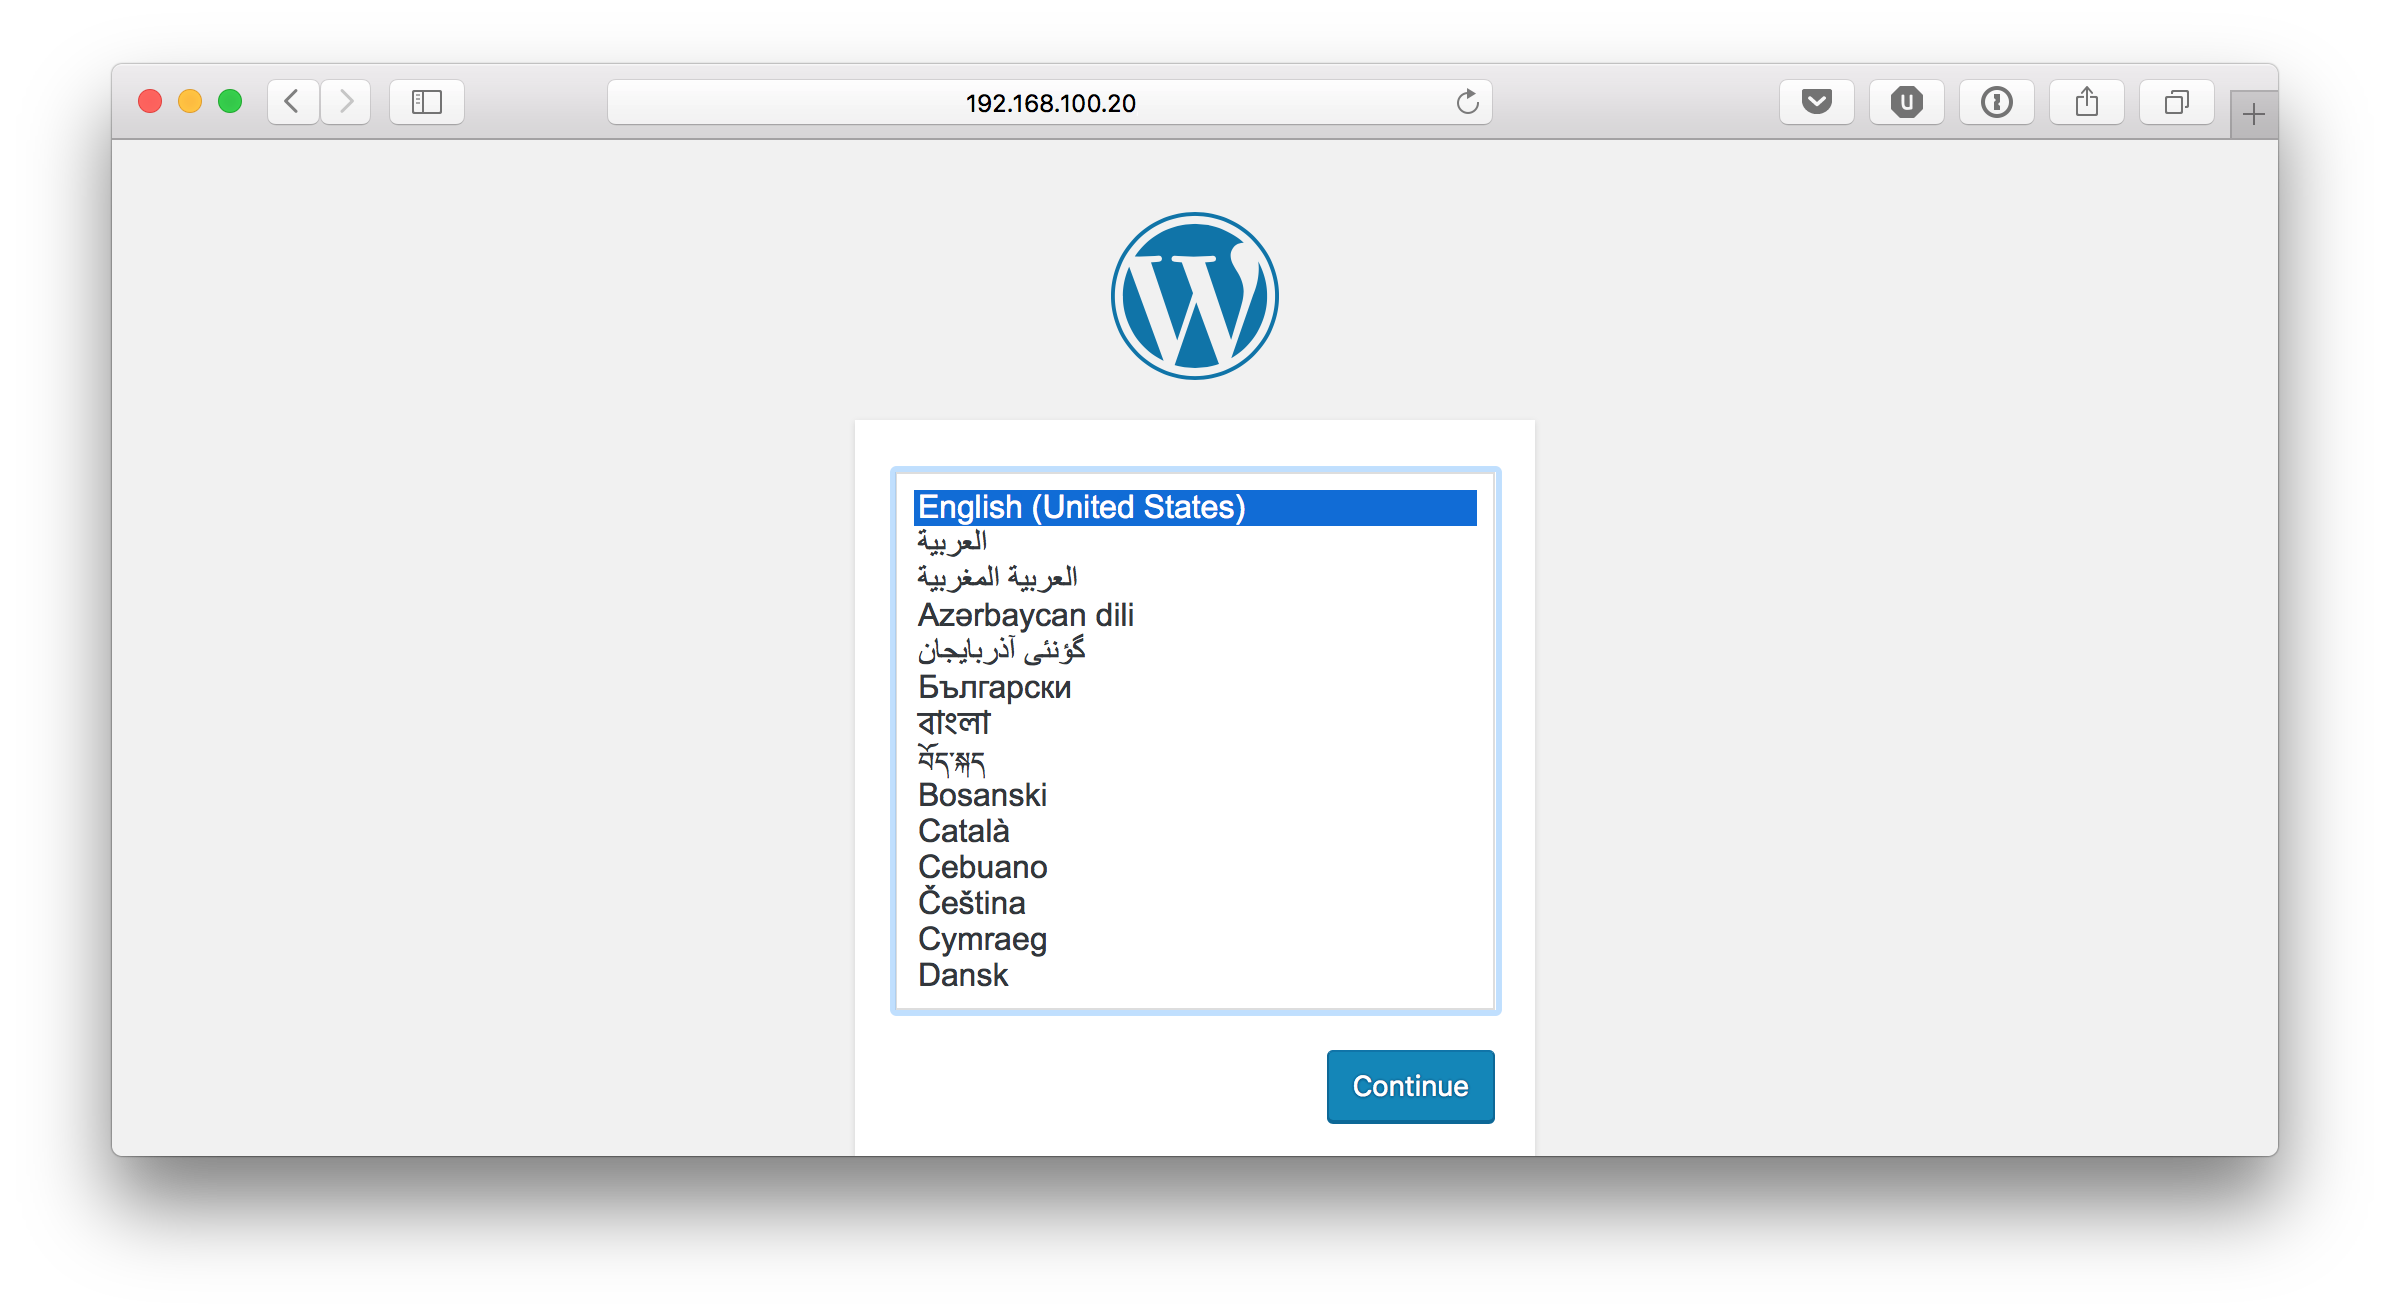 192.168.100.20
English (United States)
العربية
العربية المغربية
Azərbaycan dili
گؤنئی آذربایجان
Български
বাংলা
བོད་སྐད
Bosanski
Català
Cebuano
Čeština
Cymraeg
Dansk
Continue